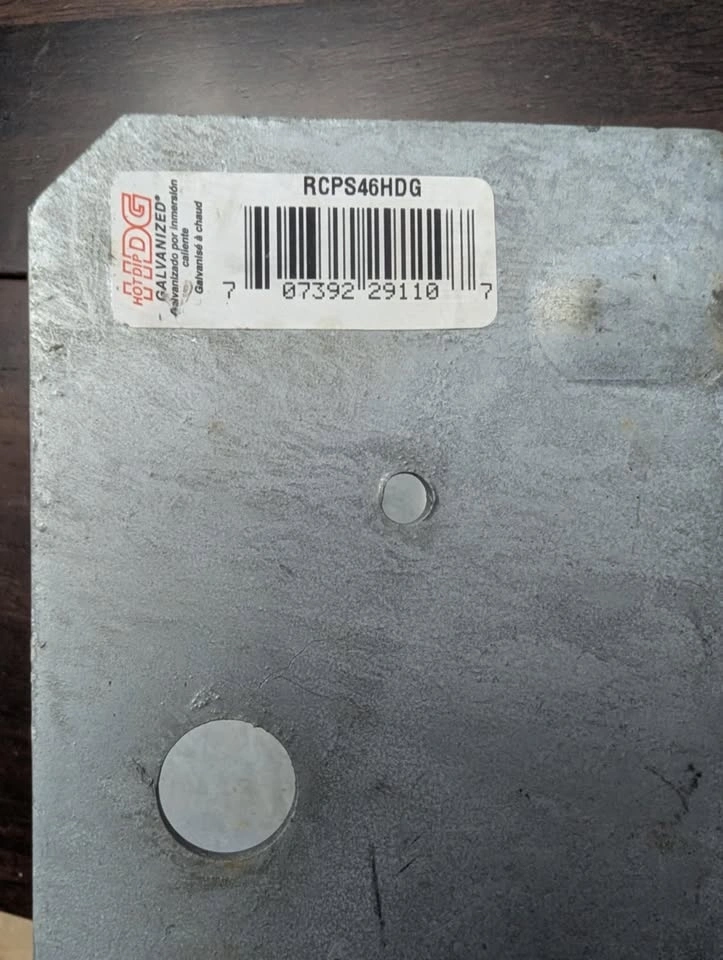 RCPS46HDG
HOT DIP HDG
GALVANIZED®
Galvanizado por inmersión
caliente
Galvanisé à chaud
7 07392 29110 7